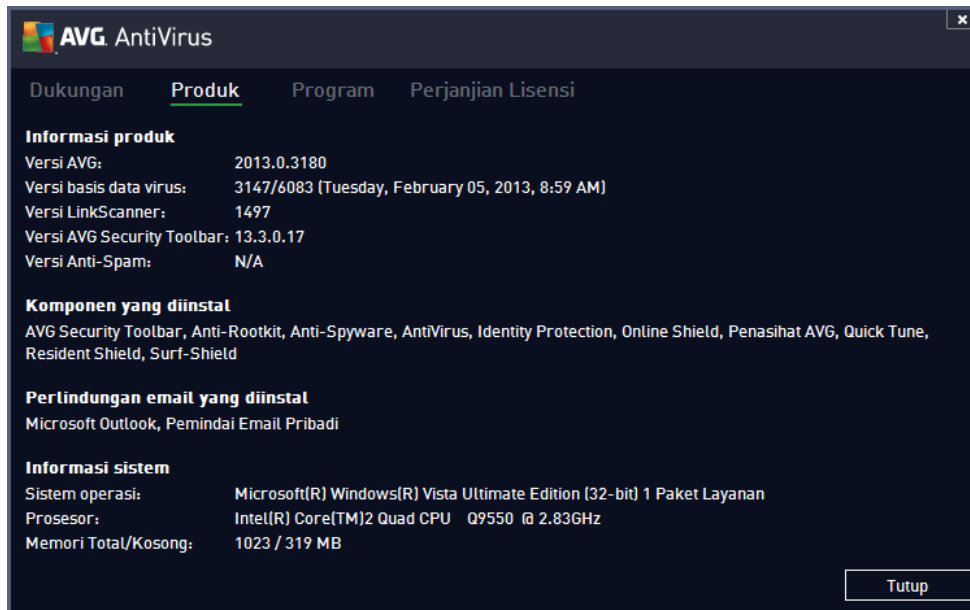 AVG. AntiVirus
Dukungan Produk Program Perjanjian Lisensi
Informasi produk
Versi AVG: 2013.0.3180
Versi basis data virus: 3147/6083 (Tuesday, February 05, 2013, 8:59 AM)
Versi LinkScanner: 1497
Versi AVG Security Toolbar: 13.3.0.17
Versi Anti-Spam: N/A
Komponen yang diinstal
AVG Security Toolbar, Anti-Rootkit, Anti-Spyware, AntiVirus, Identity Protection, Online Shield, Penasihat AVG, Quick Tune,
Resident Shield, Surf-Shield
Perlindungan email yang diinstal
Microsoft Outlook, Pemindai Email Pribadi
Informasi sistem
Sistem operasi: Microsoft(R) Windows(R) Vista Ultimate Edition (32-bit) 1 Paket Layanan
Prosesor: Intel(R) Core(TM)2 Quad CPU Q9550 @ 2.83GHz
Memori Total/Kosong: 1023 / 319 MB
Tutup